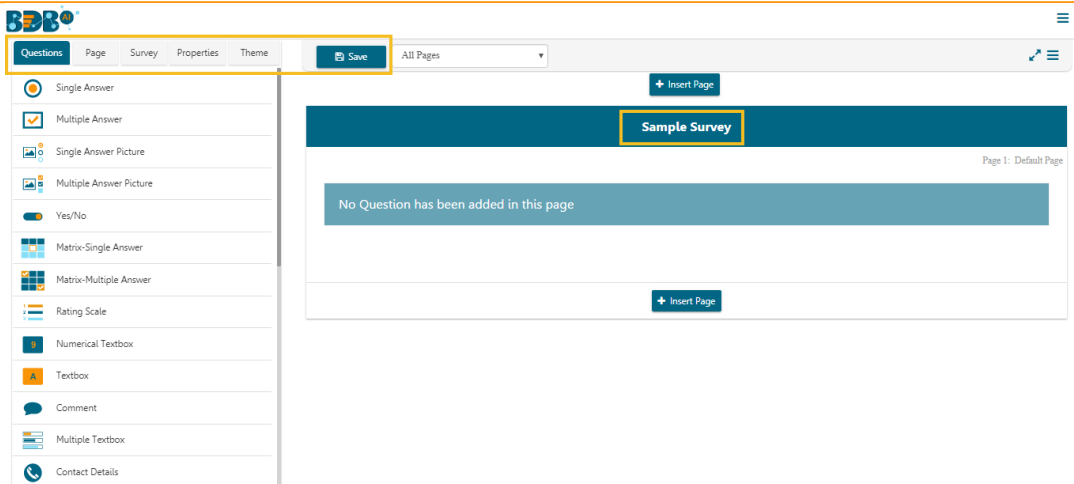 BDB AI
Questions Page Survey Properties Theme
Save All Pages
Insert Page
Single Answer
Multiple Answer
Single Answer Picture
Multiple Answer Picture
Yes/No
Matrix-Single Answer
Matrix-Multiple Answer
Rating Scale
9 Numerical Textbox
A Textbox
Comment
Multiple Textbox
Contact Details
Sample Survey
Page 1: Default Page
No Question has been added in this page
Insert Page